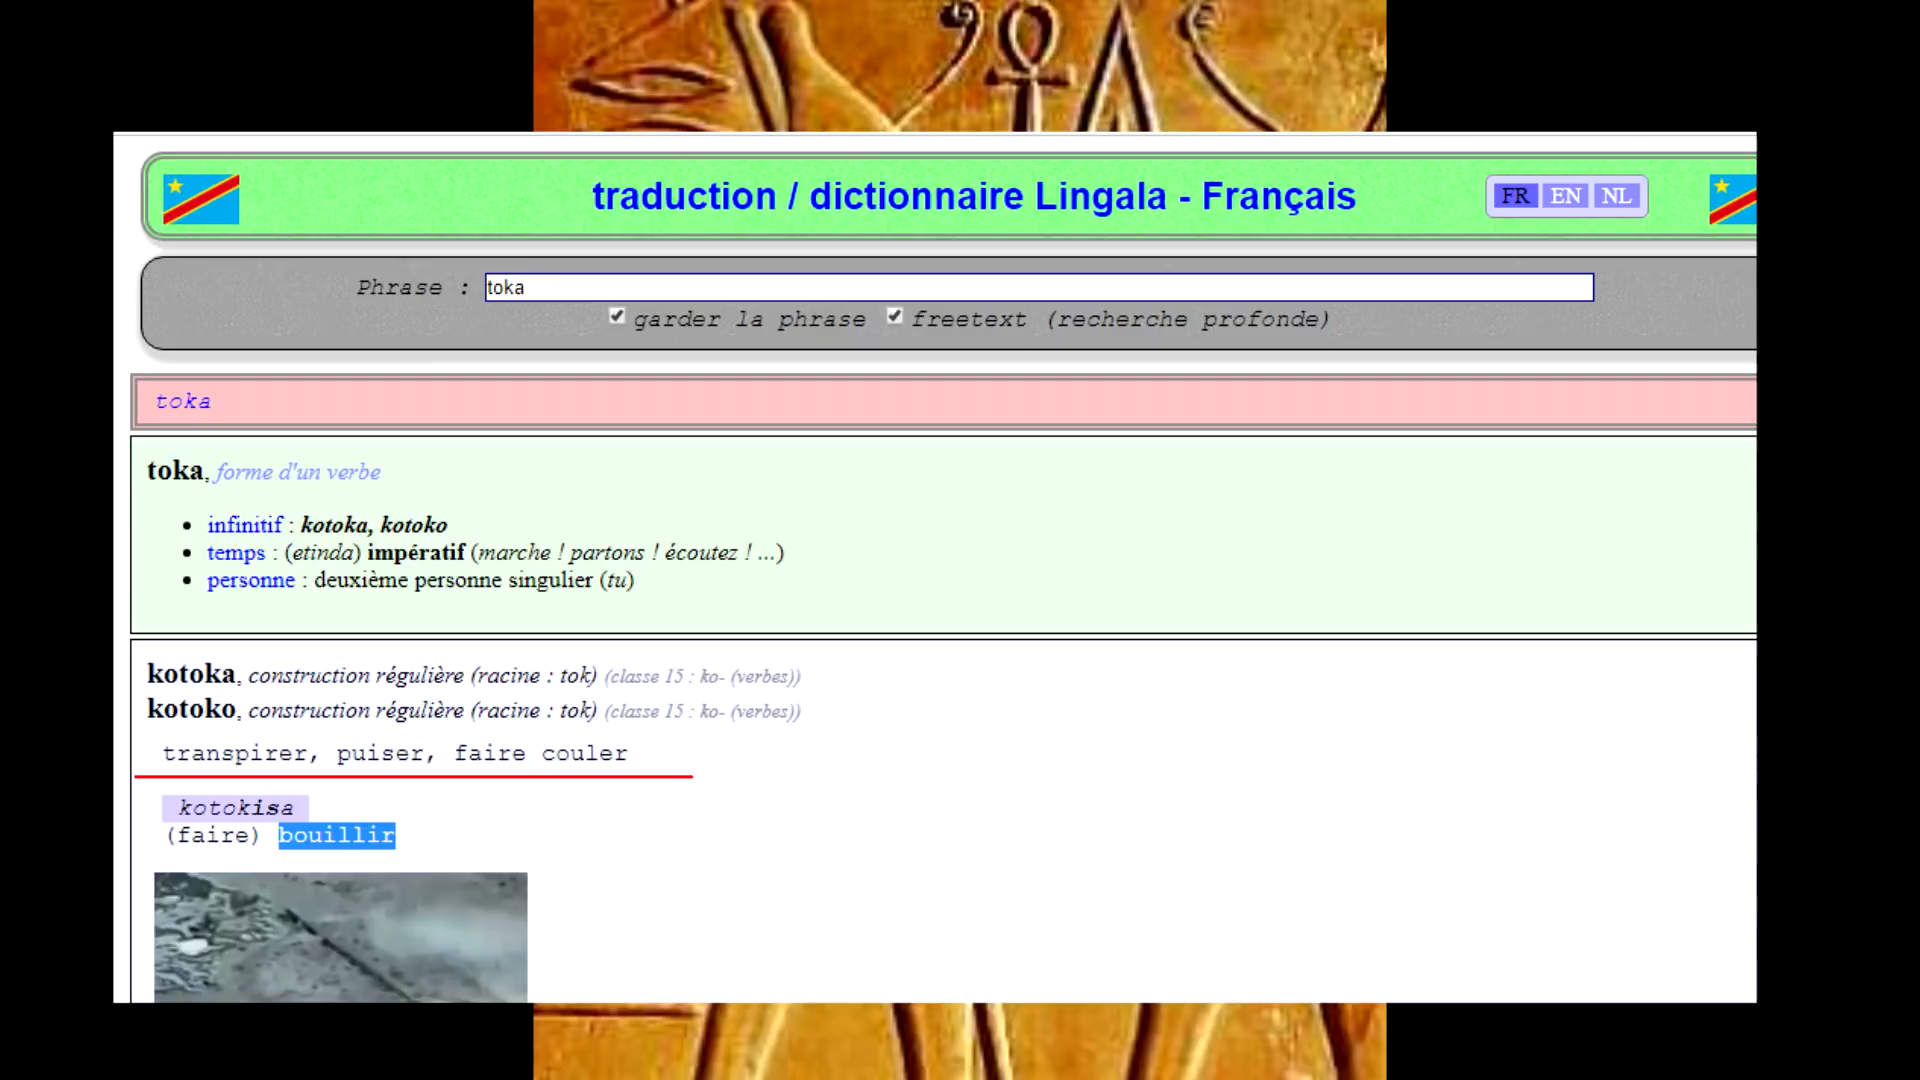 traduction / dictionnaire Lingala - Français
FR EN NL
Phrase : toka
garder la phrase freetext (recherche profonde)
toka
toka, forme d'un verbe
infinitif : kotoka, kotoko
temps : (etinda) impératif (marche ! partons ! écoutez ! ...)
personne : deuxième personne singulier (tu)
kotoka, construction régulière (racine : tok) (classe 15 : ko- (verbes))
kotoko, construction régulière (racine : tok) (classe 15 : ko- (verbes))
transpirer, puiser, faire couler
kotokisa
(faire) bouillir